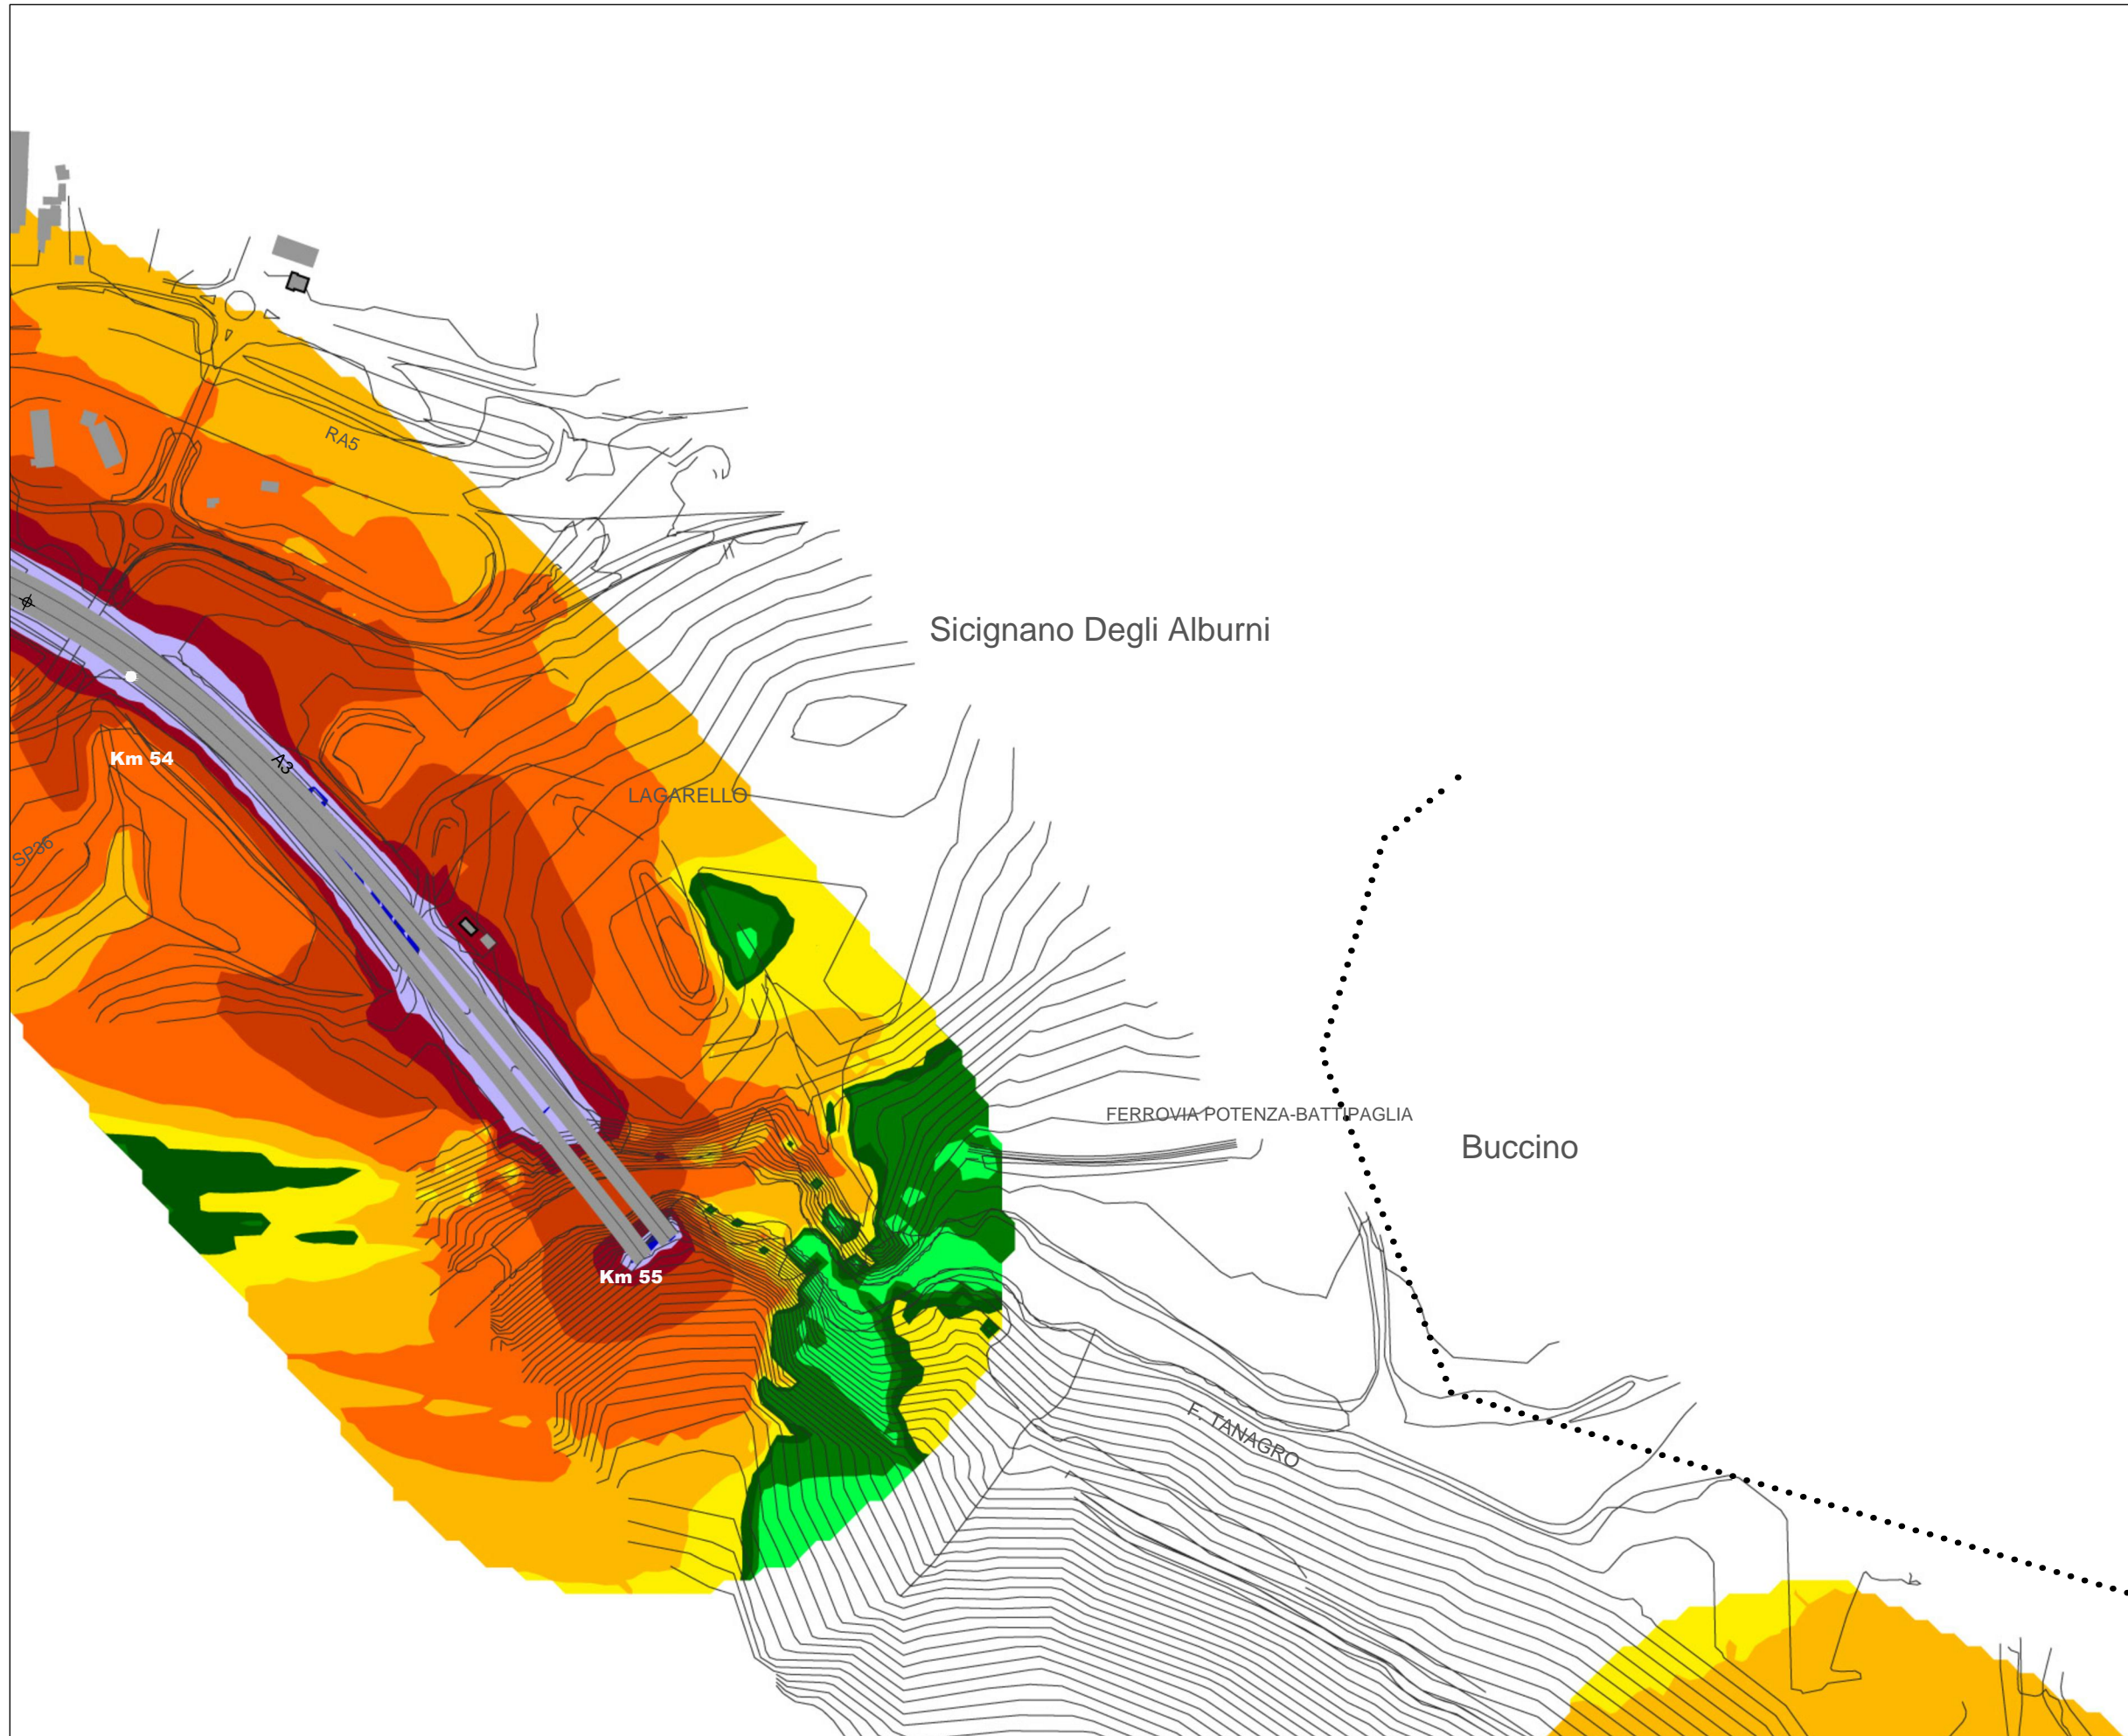 RA5
Sicignano Degli Alburni
Km 54
A3
LAGARELLO
SP36
FERROVIA POTENZA-BATTIPAGLIA
Buccino
Km 55
F. TANAGRO